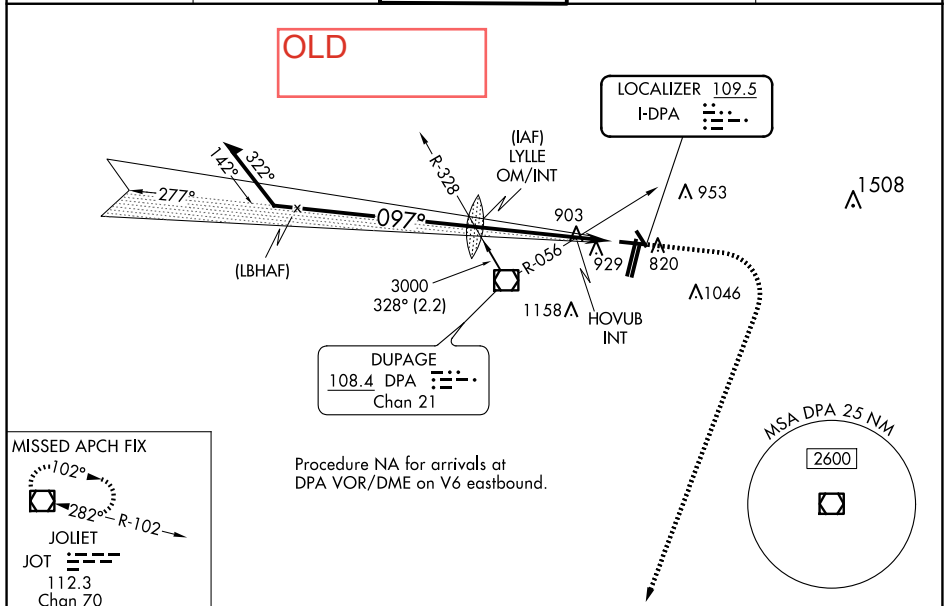 OLD
LOCALIZER 109.5
I-DPA
(IAF)
LYLLE
OM/INT
R-328
322°
142°
277°
097°
(LBHAF)
903
953
1508
R-056
929
820
3000
328° (2.2)
1158
HOVUB
INT
1046
DUPAGE
108.4 DPA
Chan 21
Procedure NA for arrivals at
DPA VOR/DME on V6 eastbound.
MSA DPA 25 NM
2600
MISSED APCH FIX
102°
282°
R-102
JOLIET
JOT
112.3
Chan 70